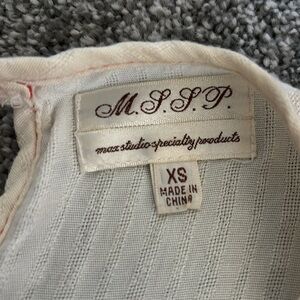 M.S.S.P.
max studio specialty products
XS
MADE IN
CHINA